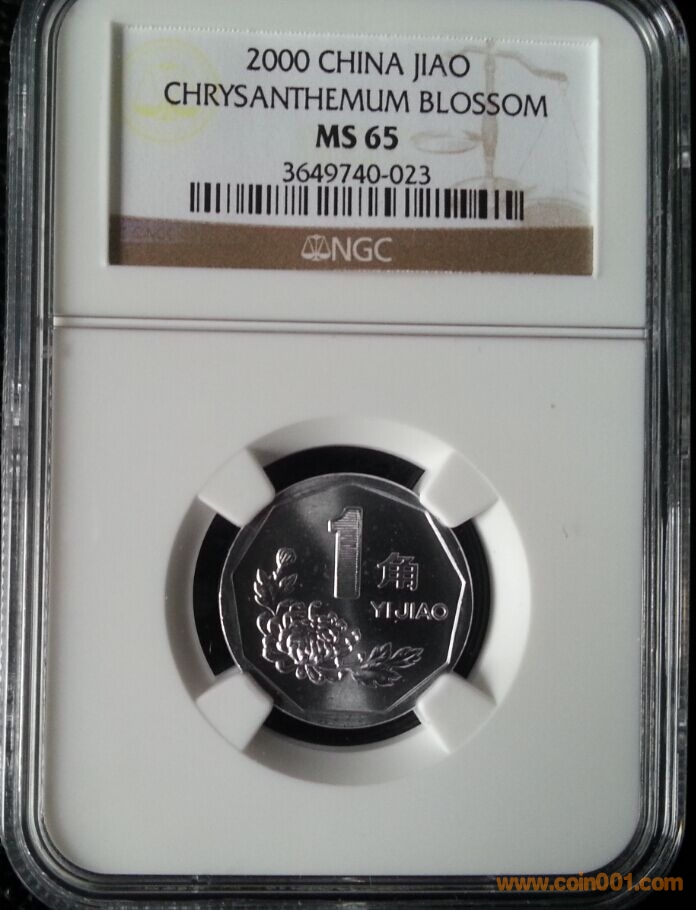 2000 CHINA JIAO
CHRYSANTHEMUM BLOSSOM
MS 65
3649740-023
NGC
1角
YI JIAO
www.coin001.com